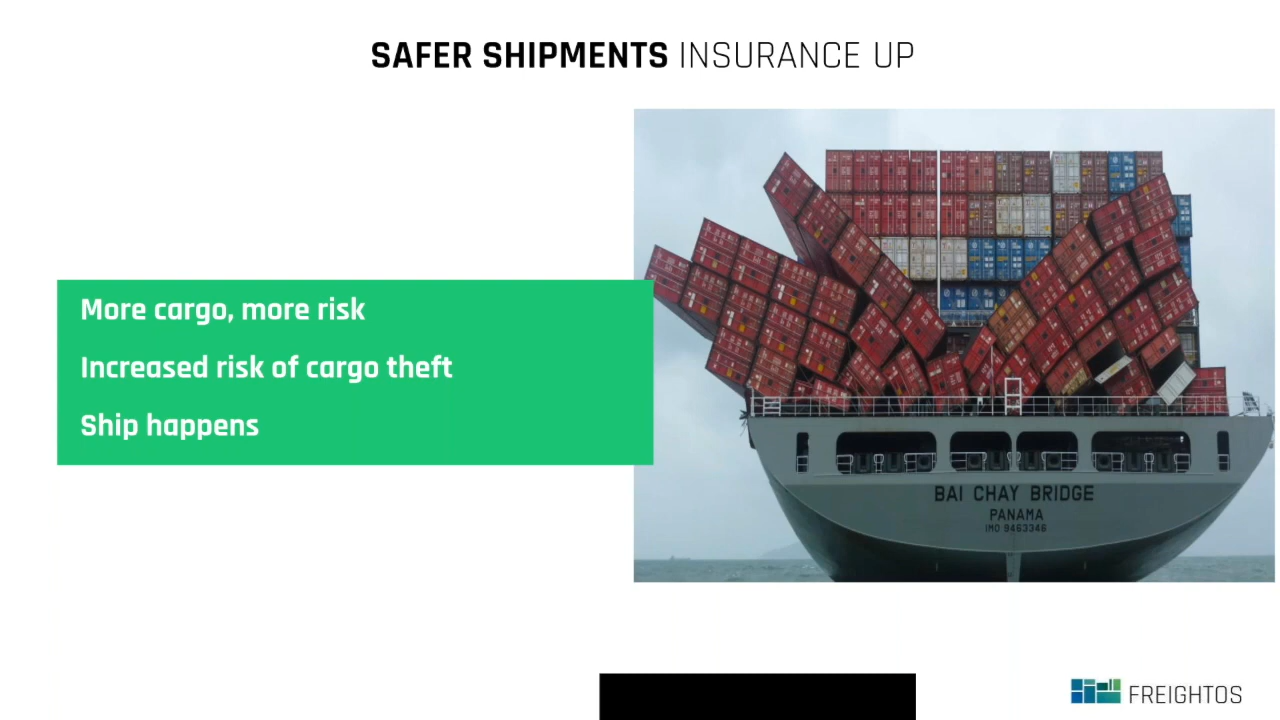 SAFER SHIPMENTS INSURANCE UP
More cargo, more risk
Increased risk of cargo theft
Ship happens
BAI CHAY BRIDGE
PANAMA
IMO 9463346
FREIGHTOS